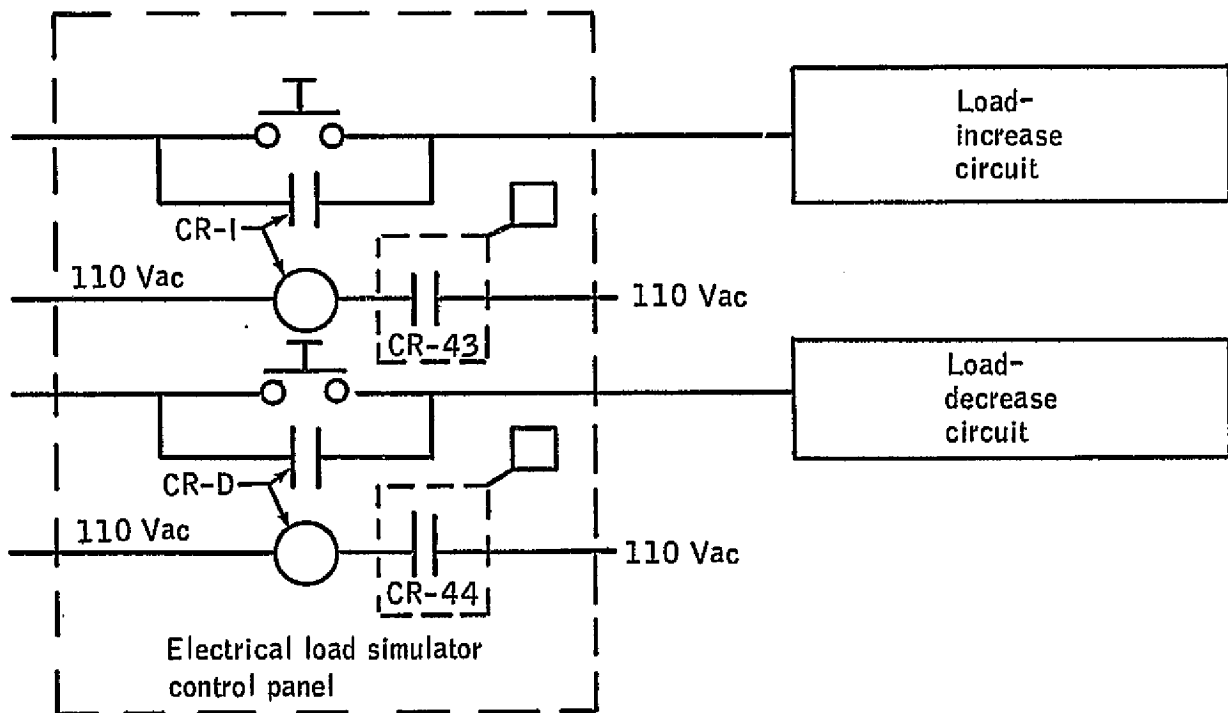 Load-
increase
circuit
CR-I
110 Vac
110 Vac
CR-43
Load-
decrease
circuit
CR-D
110 Vac
110 Vac
CR-44
Electrical load simulator
control panel